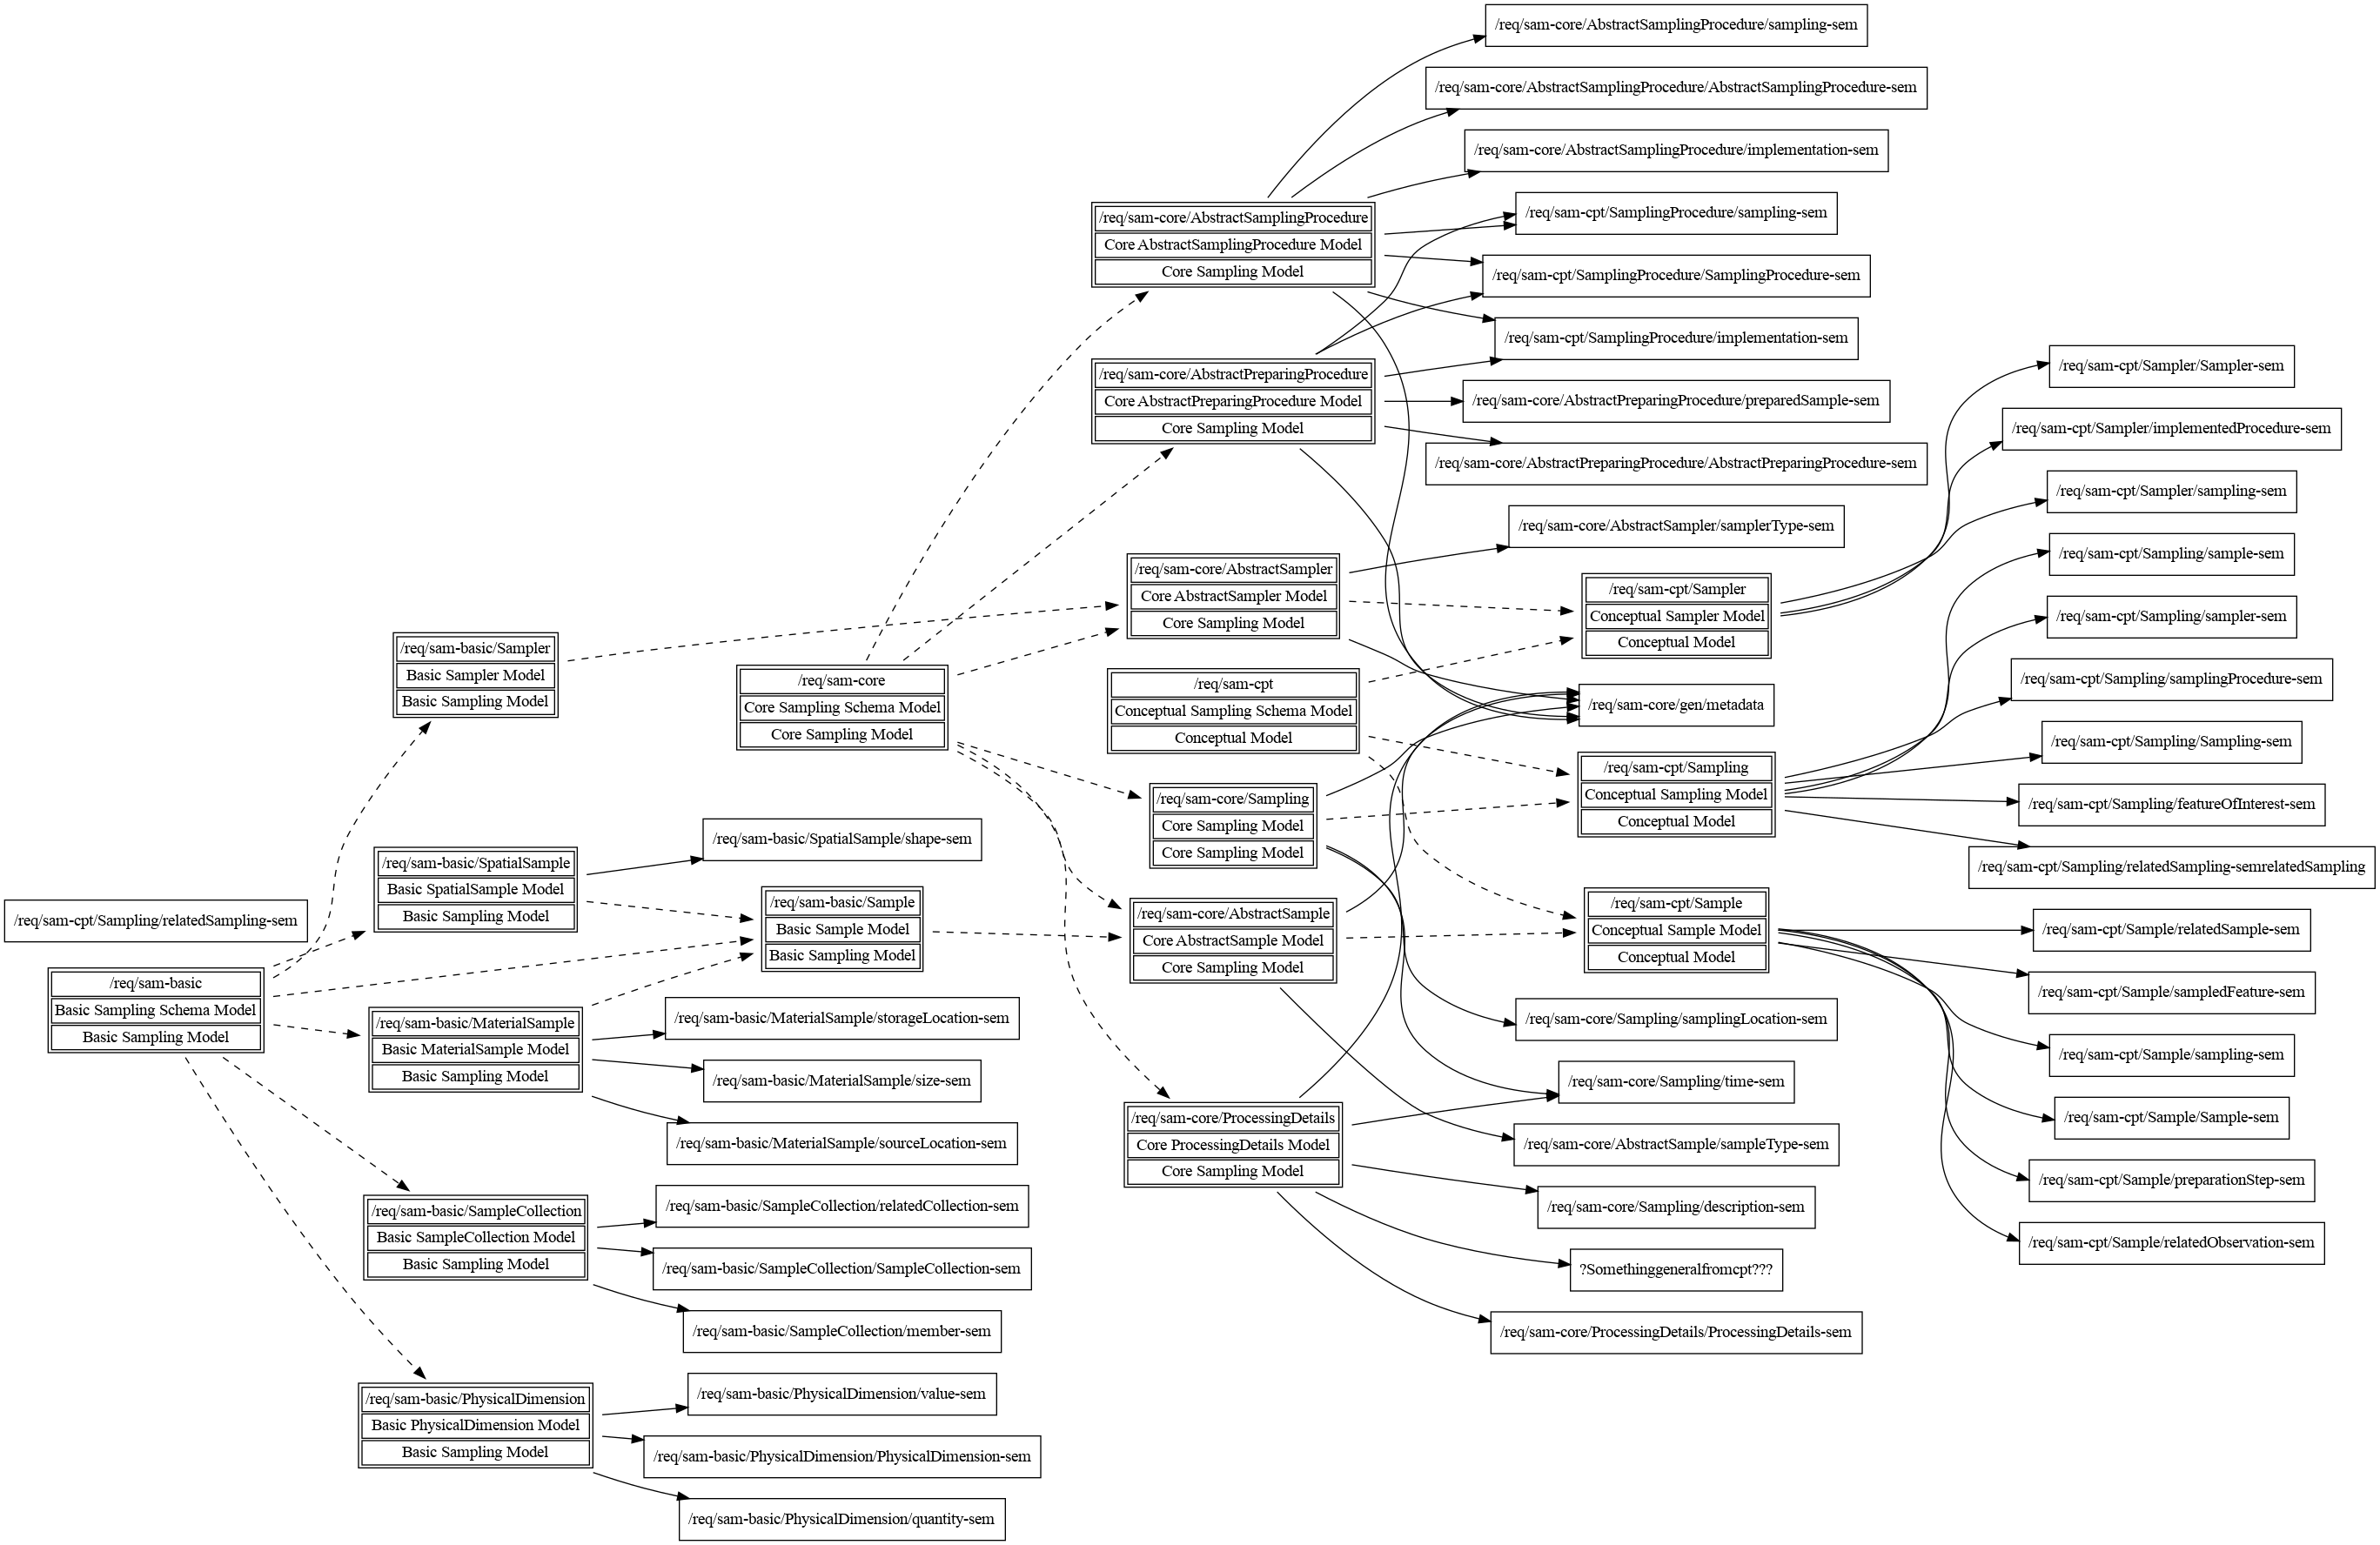 /req/sam-cpt/Sampling/relatedSampling-sem
/req/sam-basic
Basic Sampling Schema Model
Basic Sampling Model
/req/sam-basic/Sampler
Basic Sampler Model
Basic Sampling Model
/req/sam-basic/SpatialSample
Basic SpatialSample Model
Basic Sampling Model
/req/sam-basic/MaterialSample
Basic MaterialSample Model
Basic Sampling Model
/req/sam-basic/SampleCollection
Basic SampleCollection Model
Basic Sampling Model
/req/sam-basic/PhysicalDimension
Basic PhysicalDimension Model
Basic Sampling Model
/req/sam-core
Core Sampling Schema Model
Core Sampling Model
/req/sam-basic/SpatialSample/shape-sem
/req/sam-basic/Sample
Basic Sample Model
Basic Sampling Model
/req/sam-basic/MaterialSample/storageLocation-sem
/req/sam-basic/MaterialSample/size-sem
/req/sam-basic/MaterialSample/sourceLocation-sem
/req/sam-basic/SampleCollection/relatedCollection-sem
/req/sam-basic/SampleCollection/SampleCollection-sem
/req/sam-basic/SampleCollection/member-sem
/req/sam-basic/PhysicalDimension/value-sem
/req/sam-basic/PhysicalDimension/PhysicalDimension-sem
/req/sam-basic/PhysicalDimension/quantity-sem
/req/sam-core/AbstractSamplingProcedure
Core AbstractSamplingProcedure Model
Core Sampling Model
/req/sam-core/AbstractPreparingProcedure
Core AbstractPreparingProcedure Model
Core Sampling Model
/req/sam-core/AbstractSampler
Core AbstractSampler Model
Core Sampling Model
/req/sam-cpt
Conceptual Sampling Schema Model
Conceptual Model
/req/sam-core/Sampling
Core Sampling Model
Core Sampling Model
/req/sam-core/AbstractSample
Core AbstractSample Model
Core Sampling Model
/req/sam-core/ProcessingDetails
Core ProcessingDetails Model
Core Sampling Model
/req/sam-core/AbstractSamplingProcedure/sampling-sem
/req/sam-core/AbstractSamplingProcedure/AbstractSamplingProcedure-sem
/req/sam-core/AbstractSamplingProcedure/implementation-sem
/req/sam-cpt/SamplingProcedure/sampling-sem
/req/sam-cpt/SamplingProcedure/SamplingProcedure-sem
/req/sam-cpt/SamplingProcedure/implementation-sem
/req/sam-core/AbstractPreparingProcedure/preparedSample-sem
/req/sam-core/AbstractPreparingProcedure/AbstractPreparingProcedure-sem
/req/sam-core/AbstractSampler/samplerType-sem
/req/sam-cpt/Sampler
Conceptual Sampler Model
Conceptual Model
/req/sam-core/gen/metadata
/req/sam-cpt/Sampling
Conceptual Sampling Model
Conceptual Model
/req/sam-cpt/Sample
Conceptual Sample Model
Conceptual Model
/req/sam-core/Sampling/samplingLocation-sem
/req/sam-core/Sampling/time-sem
/req/sam-core/AbstractSample/sampleType-sem
/req/sam-core/Sampling/description-sem
?Somethinggeneralfromcpt???
/req/sam-core/ProcessingDetails/ProcessingDetails-sem
/req/sam-cpt/Sampler/Sampler-sem
/req/sam-cpt/Sampler/implementedProcedure-sem
/req/sam-cpt/Sampler/sampling-sem
/req/sam-cpt/Sampling/sample-sem
/req/sam-cpt/Sampling/sampler-sem
/req/sam-cpt/Sampling/samplingProcedure-sem
/req/sam-cpt/Sampling/Sampling-sem
/req/sam-cpt/Sampling/featureOfInterest-sem
/req/sam-cpt/Sampling/relatedSampling-semrelatedSampling
/req/sam-cpt/Sample/relatedSample-sem
/req/sam-cpt/Sample/sampledFeature-sem
/req/sam-cpt/Sample/sampling-sem
/req/sam-cpt/Sample/Sample-sem
/req/sam-cpt/Sample/preparationStep-sem
/req/sam-cpt/Sample/relatedObservation-sem